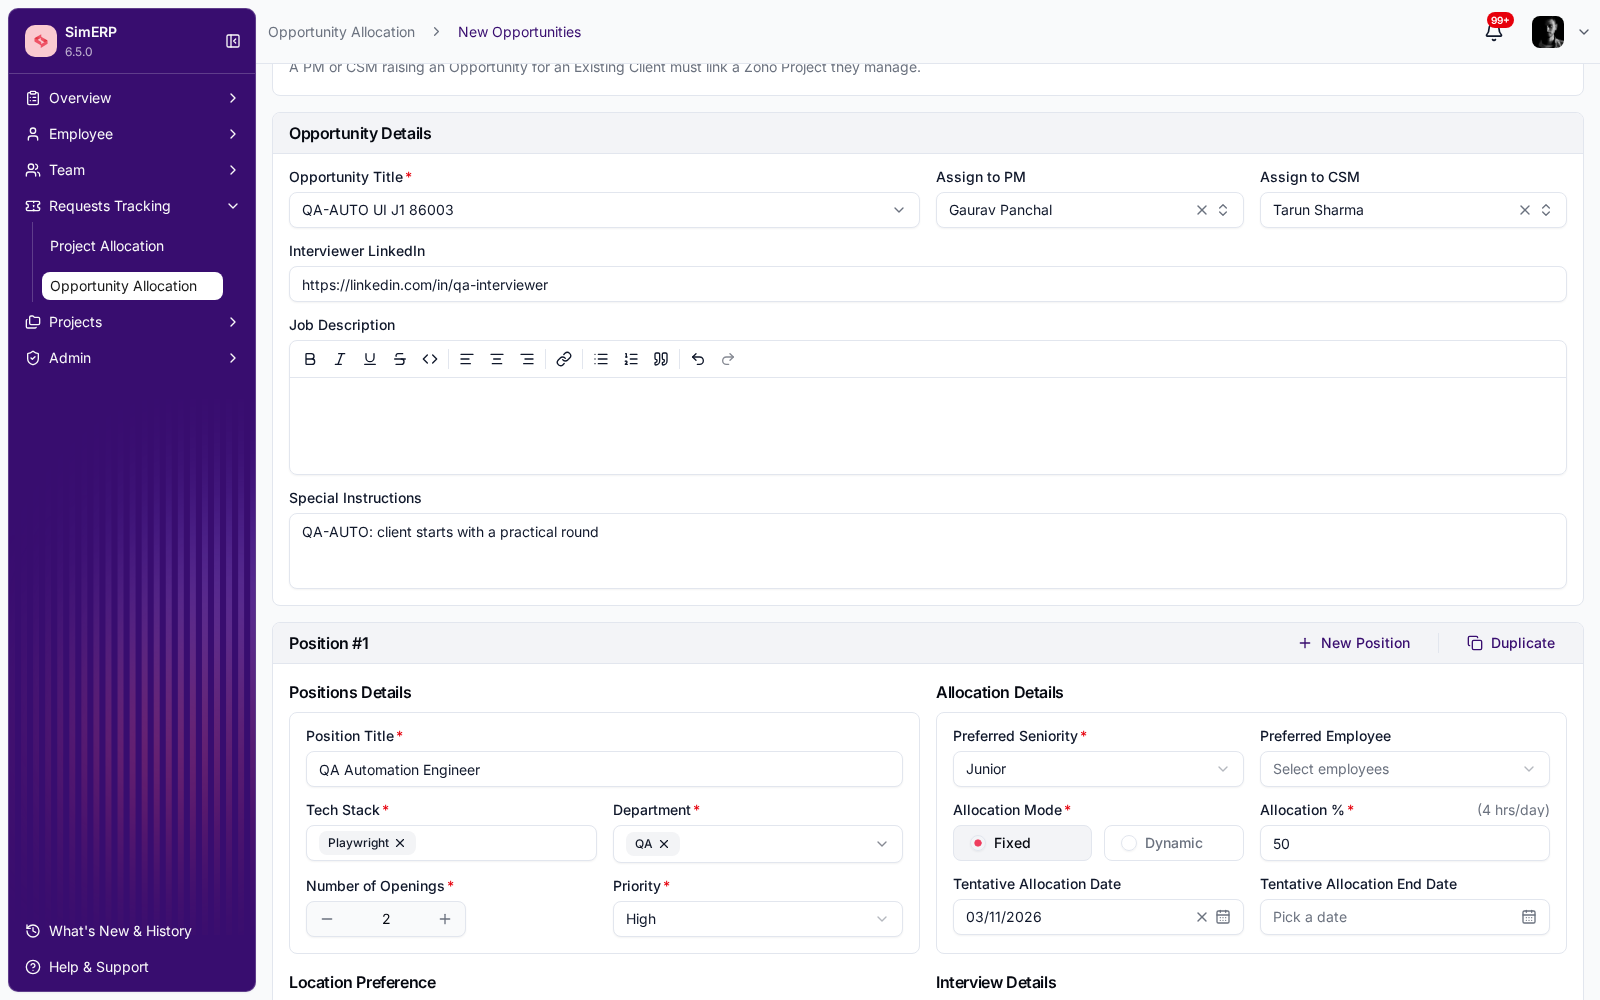 SimERP
6.5.0
Overview
Employee
Team
Requests Tracking
Project Allocation
Opportunity Allocation
Projects
Admin
What's New & History
Help & Support
Opportunity Allocation > New Opportunities
99+
A PM or CSM raising an Opportunity for an Existing Client must link a Zoho Project they manage.
Opportunity Details
Opportunity Title* Assign to PM Assign to CSM
QA-AUTO UI J1 86003 Gaurav Panchal Tarun Sharma
Interviewer LinkedIn
https://linkedin.com/in/qa-interviewer
Job Description
Special Instructions
QA-AUTO: client starts with a practical round
Position #1 New Position Duplicate
Positions Details
Position Title*
QA Automation Engineer
Tech Stack* Department*
Playwright QA
Number of Openings* Priority*
2 High
Allocation Details
Preferred Seniority* Preferred Employee
Junior Select employees
Allocation Mode* Allocation %* (4 hrs/day)
Fixed Dynamic 50
Tentative Allocation Date Tentative Allocation End Date
03/11/2026 Pick a date
Location Preference Interview Details